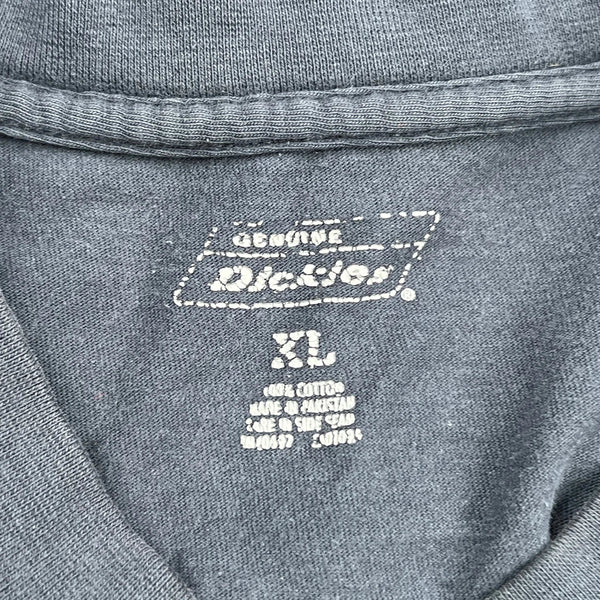 GENUINE
Dickies
XL
100% COTTON
MADE IN PAKISTAN
CARE IN SIDE SEAM